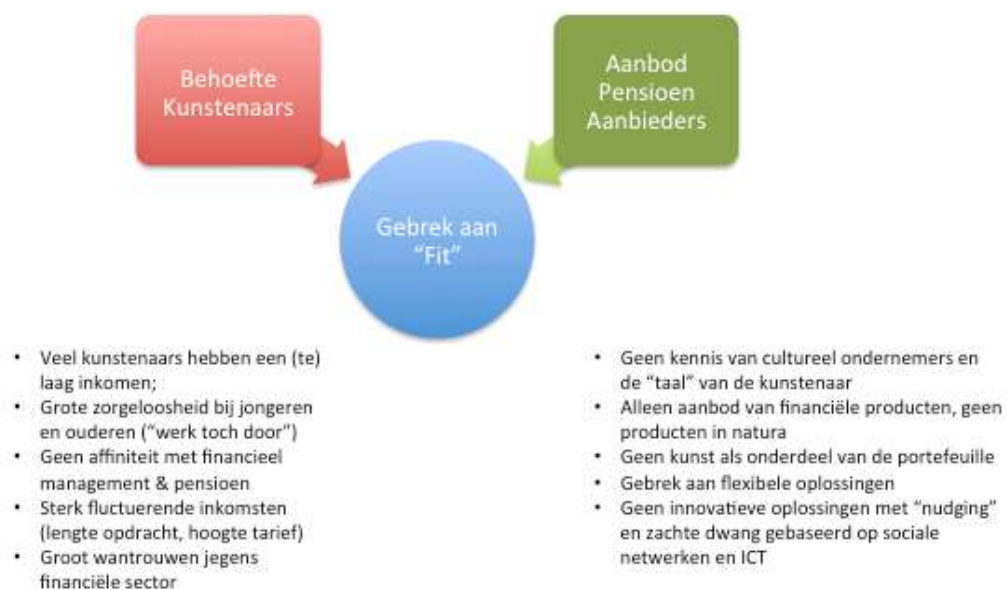 Behoefte
Kunstenaars
Aanbod
Pensioen
Aanbieders
Gebrek aan
“Fit”
• Veel kunstenaars hebben een (te)
laag inkomen;
• Grote zorgeloosheid bij jongeren
en ouderen (“werk toch door”)
• Geen affiniteit met financieel
management & pensioen
• Sterk fluctuerende inkomsten
(lengte opdracht, hoogte tarief)
• Groot wantrouwen jegens
financiële sector
• Geen kennis van cultureel ondernemers en
de “taal” van de kunstenaar
• Alleen aanbod van financiële producten, geen
producten in natura
• Geen kunst als onderdeel van de portefeuille
• Gebrek aan flexibele oplossingen
• Geen innovatieve oplossingen met “nudging”
en zachte dwang gebaseerd op sociale
netwerken en ICT